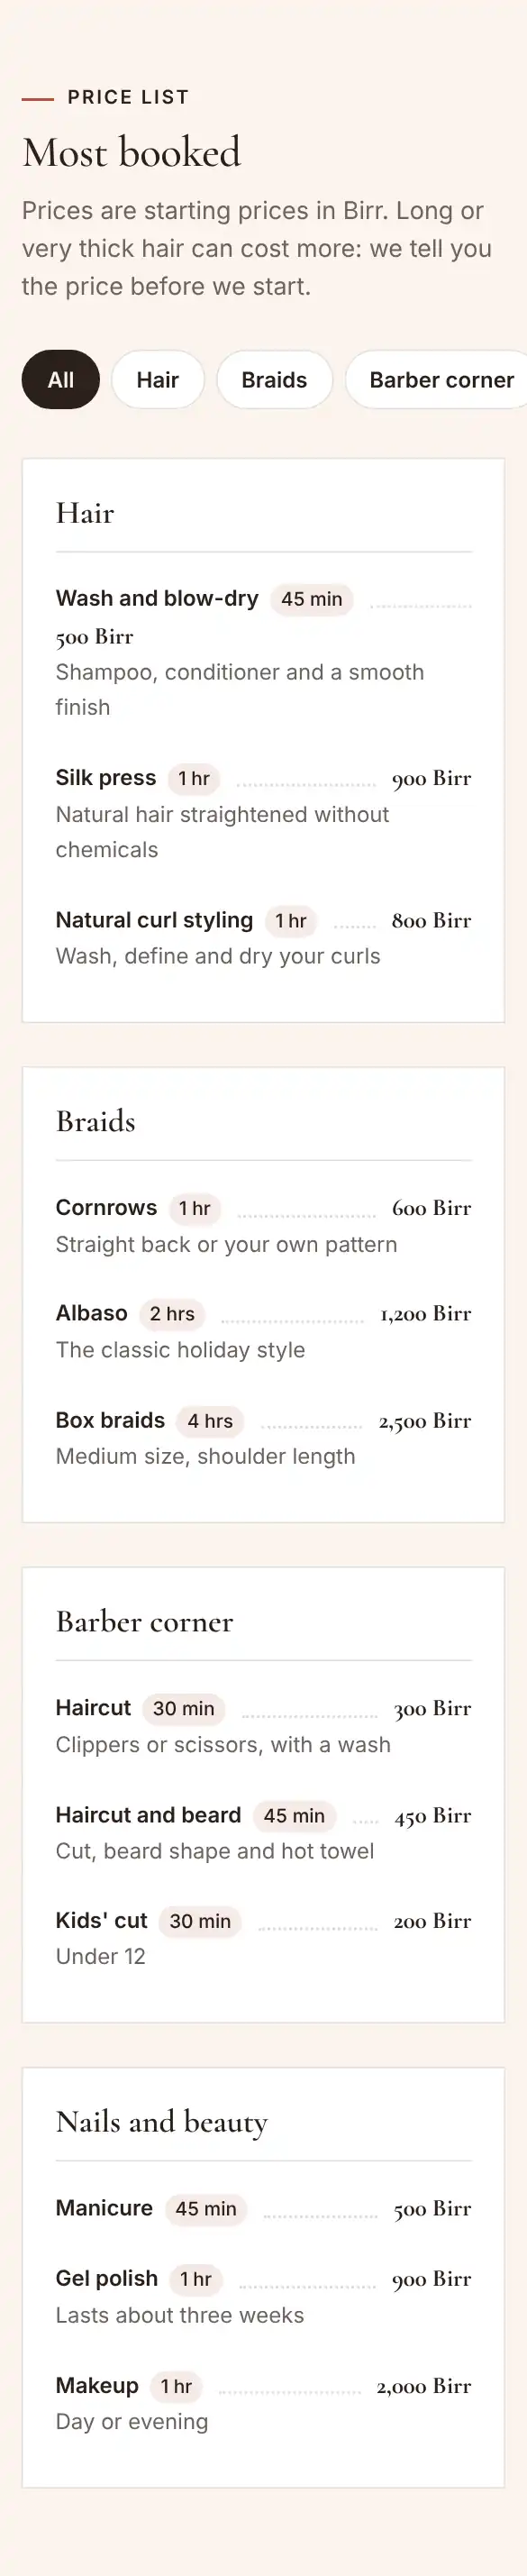 PRICE LIST
Most booked
Prices are starting prices in Birr. Long or
very thick hair can cost more: we tell you
the price before we start.
All Hair Braids Barber corner
Hair
Wash and blow-dry 45 min
500 Birr
Shampoo, conditioner and a smooth
finish
Silk press 1 hr 900 Birr
Natural hair straightened without
chemicals
Natural curl styling 1 hr 800 Birr
Wash, define and dry your curls
Braids
Cornrows 1 hr 600 Birr
Straight back or your own pattern
Albaso 2 hrs 1,200 Birr
The classic holiday style
Box braids 4 hrs 2,500 Birr
Medium size, shoulder length
Barber corner
Haircut 30 min 300 Birr
Clippers or scissors, with a wash
Haircut and beard 45 min 450 Birr
Cut, beard shape and hot towel
Kids' cut 30 min 200 Birr
Under 12
Nails and beauty
Manicure 45 min 500 Birr
Gel polish 1 hr 900 Birr
Lasts about three weeks
Makeup 1 hr 2,000 Birr
Day or evening